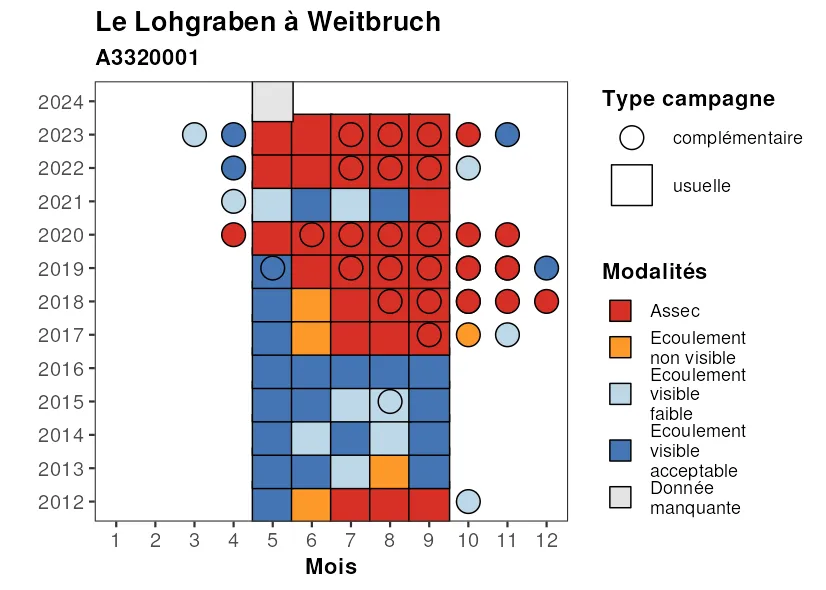 Le Lohgraben à Weitbruch
A3320001
2024
2023
2022
2021
2020
2019
2018
2017
2016
2015
2014
2013
2012
1 2 3 4 5 6 7 8 9 10 11 12
Mois
Type campagne
complémentaire
usuelle
Modalités
Assec
Ecoulement
non visible
Ecoulement
visible
faible
Ecoulement
visible
acceptable
Donnée
manquante